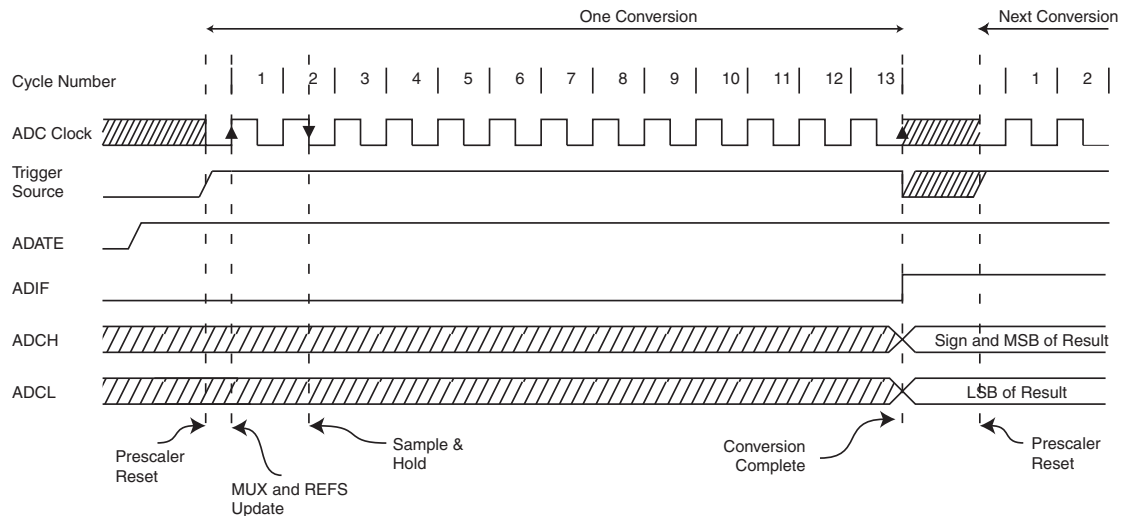 One Conversion
Next Conversion
Cycle Number
1 2 3 4 5 6 7 8 9 10 11 12 13 1 2
ADC Clock
Trigger
Source
ADATE
ADIF
ADCH
Sign and MSB of Result
ADCL
LSB of Result
Prescaler
Reset
MUX and REFS
Update
Sample &
Hold
Conversion
Complete
Prescaler
Reset